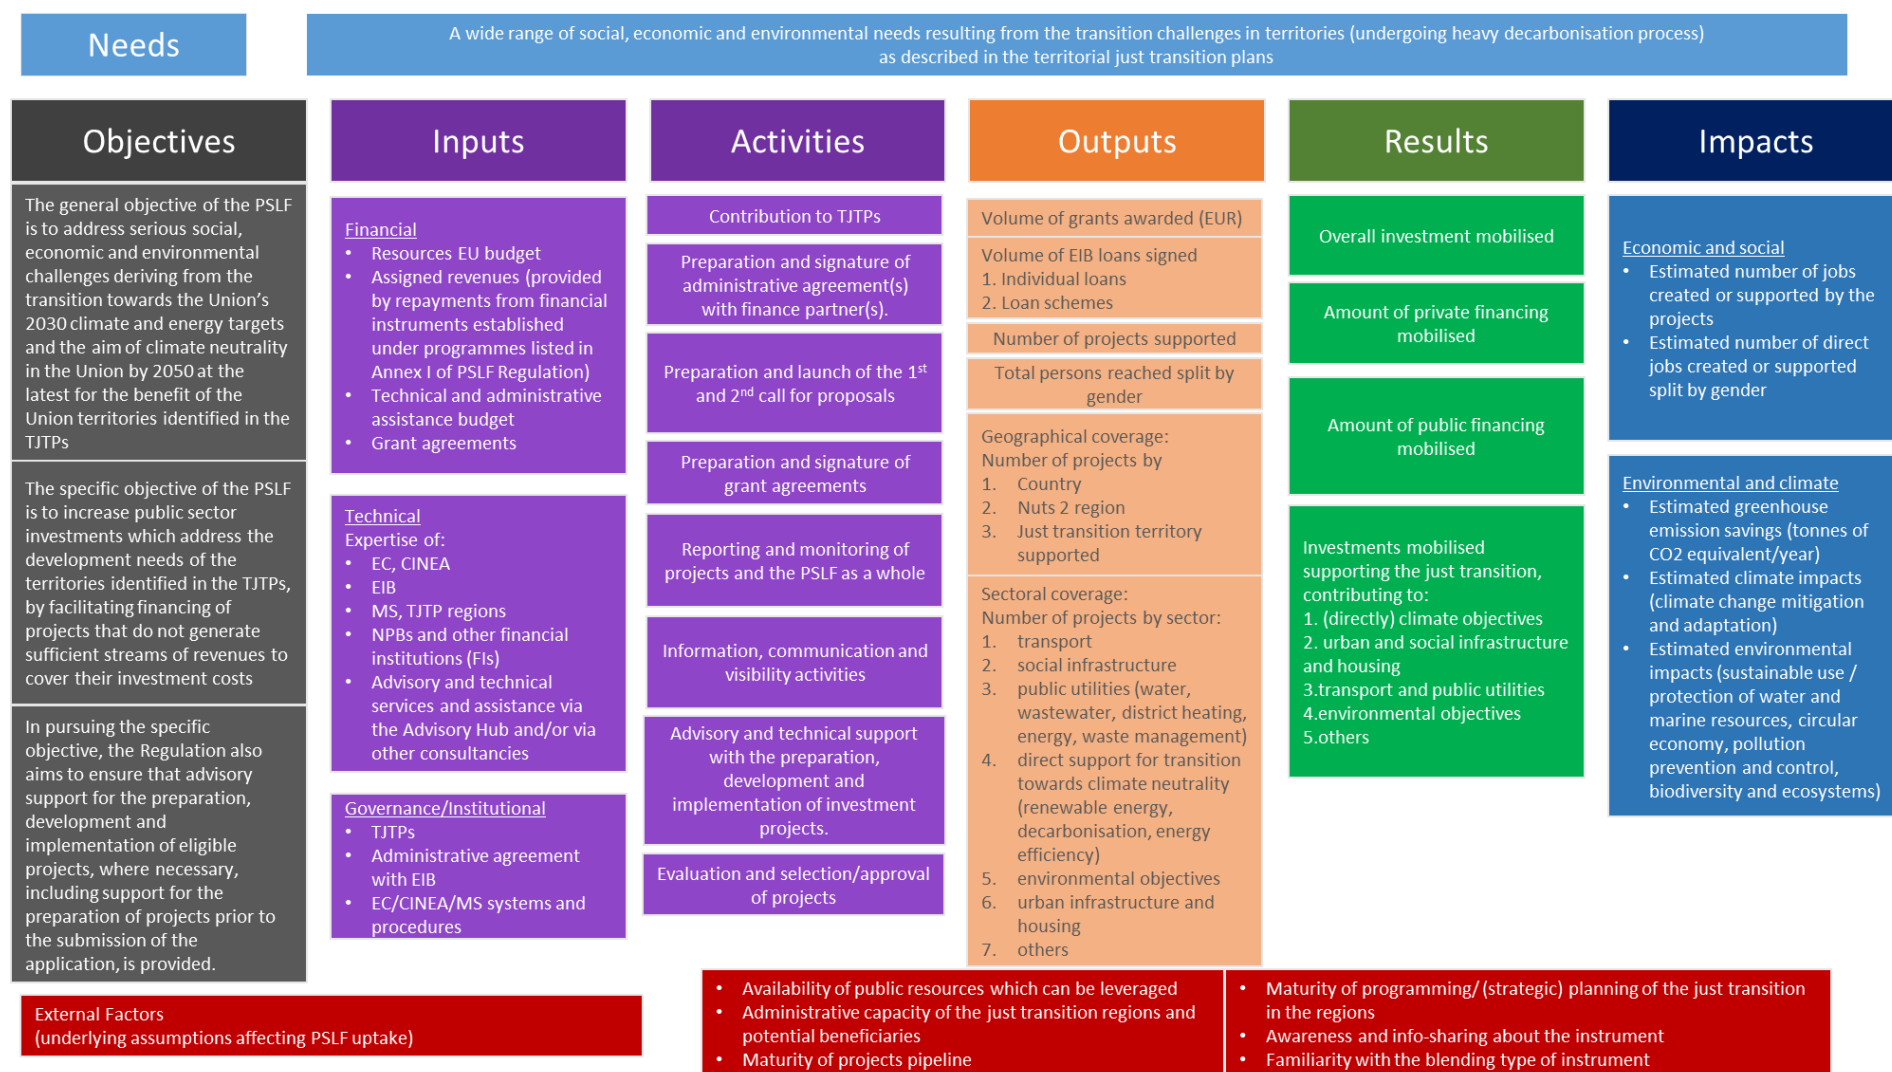 Needs
A wide range of social, economic and environmental needs resulting from the transition challenges in territories (undergoing heavy decarbonisation process)
as described in the territorial just transition plans
Objectives
The general objective of the PSLF
is to address serious social,
economic and environmental
challenges deriving from the
transition towards the Union's
2030 climate and energy targets
and the aim of climate neutrality
in the Union by 2050 at the
latest for the benefit of the
Union territories identified in the
TJTPs
The specific objective of the PSLF
is to increase public sector
investments which address the
development needs of the
territories identified in the TJTPs,
by facilitating financing of
projects that do not generate
sufficient streams of revenues to
cover their investment costs
In pursuing the specific
objective, the Regulation also
aims to ensure that advisory
support for the preparation,
development and
implementation of eligible
projects, where necessary,
including support for the
preparation of projects prior to
the submission of the
application, is provided.
Inputs
Financial
• Resources EU budget
• Assigned revenues (provided
by repayments from financial
instruments established
under programmes listed in
Annex I of PSLF Regulation)
• Technical and administrative
assistance budget
• Grant agreements
Technical
Expertise of:
• EC, CINEA
• EIB
• MS, TJTP regions
• NPBs and other financial
institutions (FIs)
• Advisory and technical
services and assistance via
the Advisory Hub and/or via
other consultancies
Governance/Institutional
• TJTPs
• Administrative agreement
with EIB
• EC/CINEA/MS systems and
procedures
Activities
Contribution to TJTPs
Preparation and signature of
administrative agreement(s)
with finance partner(s).
Preparation and launch of the 1st
and 2nd call for proposals
Preparation and signature of
grant agreements
Reporting and monitoring of
projects and the PSLF as a whole
Information, communication and
visibility activities
Advisory and technical support
with the preparation,
development and
implementation of investment
projects.
Evaluation and selection/approval
of projects
Outputs
Volume of grants awarded (EUR)
Volume of EIB loans signed
1. Individual loans
2. Loan schemes
Number of projects supported
Total persons reached split by
gender
Geographical coverage:
Number of projects by
1. Country
2. Nuts 2 region
3. Just transition territory
supported
Sectoral coverage:
Number of projects by sector:
1. transport
2. social infrastructure
3. public utilities (water,
wastewater, district heating,
energy, waste management)
4. direct support for transition
towards climate neutrality
(renewable energy,
decarbonisation, energy
efficiency)
5. environmental objectives
6. urban infrastructure and
housing
7. others
Results
Overall investment mobilised
Amount of private financing
mobilised
Amount of public financing
mobilised
Investments mobilised
supporting the just transition,
contributing to:
1. (directly) climate objectives
2. urban and social infrastructure
and housing
3.transport and public utilities
4.environmental objectives
5.others
Impacts
Economic and social
• Estimated number of jobs
created or supported by the
projects
• Estimated number of direct
jobs created or supported
split by gender
Environmental and climate
• Estimated greenhouse
emission savings (tonnes of
CO2 equivalent/year)
• Estimated climate impacts
(climate change mitigation
and adaptation)
• Estimated environmental
impacts (sustainable use /
protection of water and
marine resources, circular
economy, pollution
prevention and control,
biodiversity and ecosystems)
External Factors
(underlying assumptions affecting PSLF uptake)
• Availability of public resources which can be leveraged
• Administrative capacity of the just transition regions and
potential beneficiaries
• Maturity of projects pipeline
• Maturity of programming/ (strategic) planning of the just transition
in the regions
• Awareness and info-sharing about the instrument
• Familiarity with the blending type of instrument